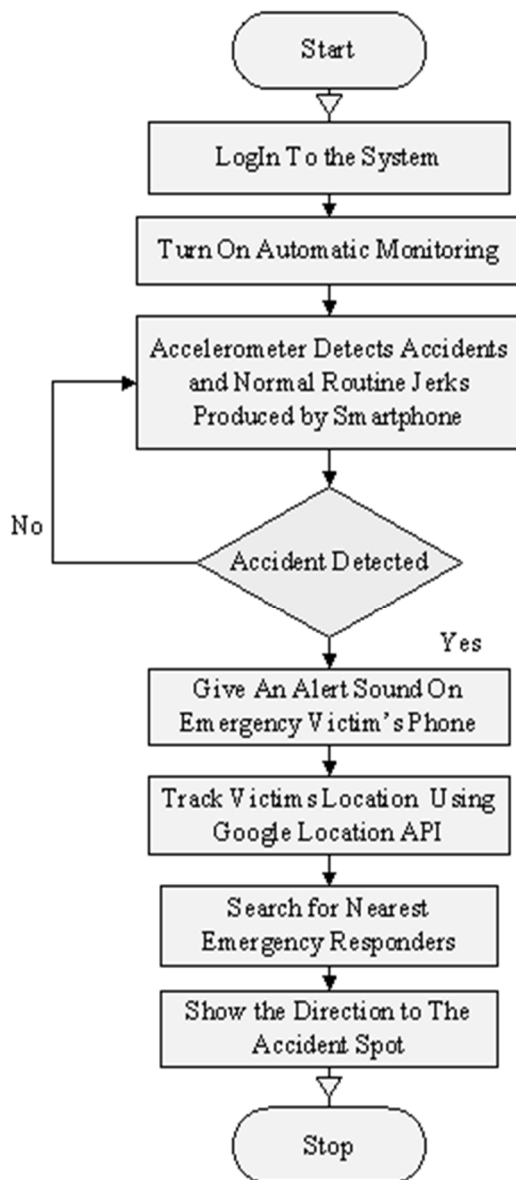 Start
LogIn To the System
Turn On Automatic Monitoring
Accelerometer Detects Accidents
and Normal Routine Jerks
Produced by Smartphone
No
Accident Detected
Yes
Give An Alert Sound On
Emergency Victim's Phone
Track Victims Location Using
Google Location API
Search for Nearest
Emergency Responders
Show the Direction to The
Accident Spot
Stop